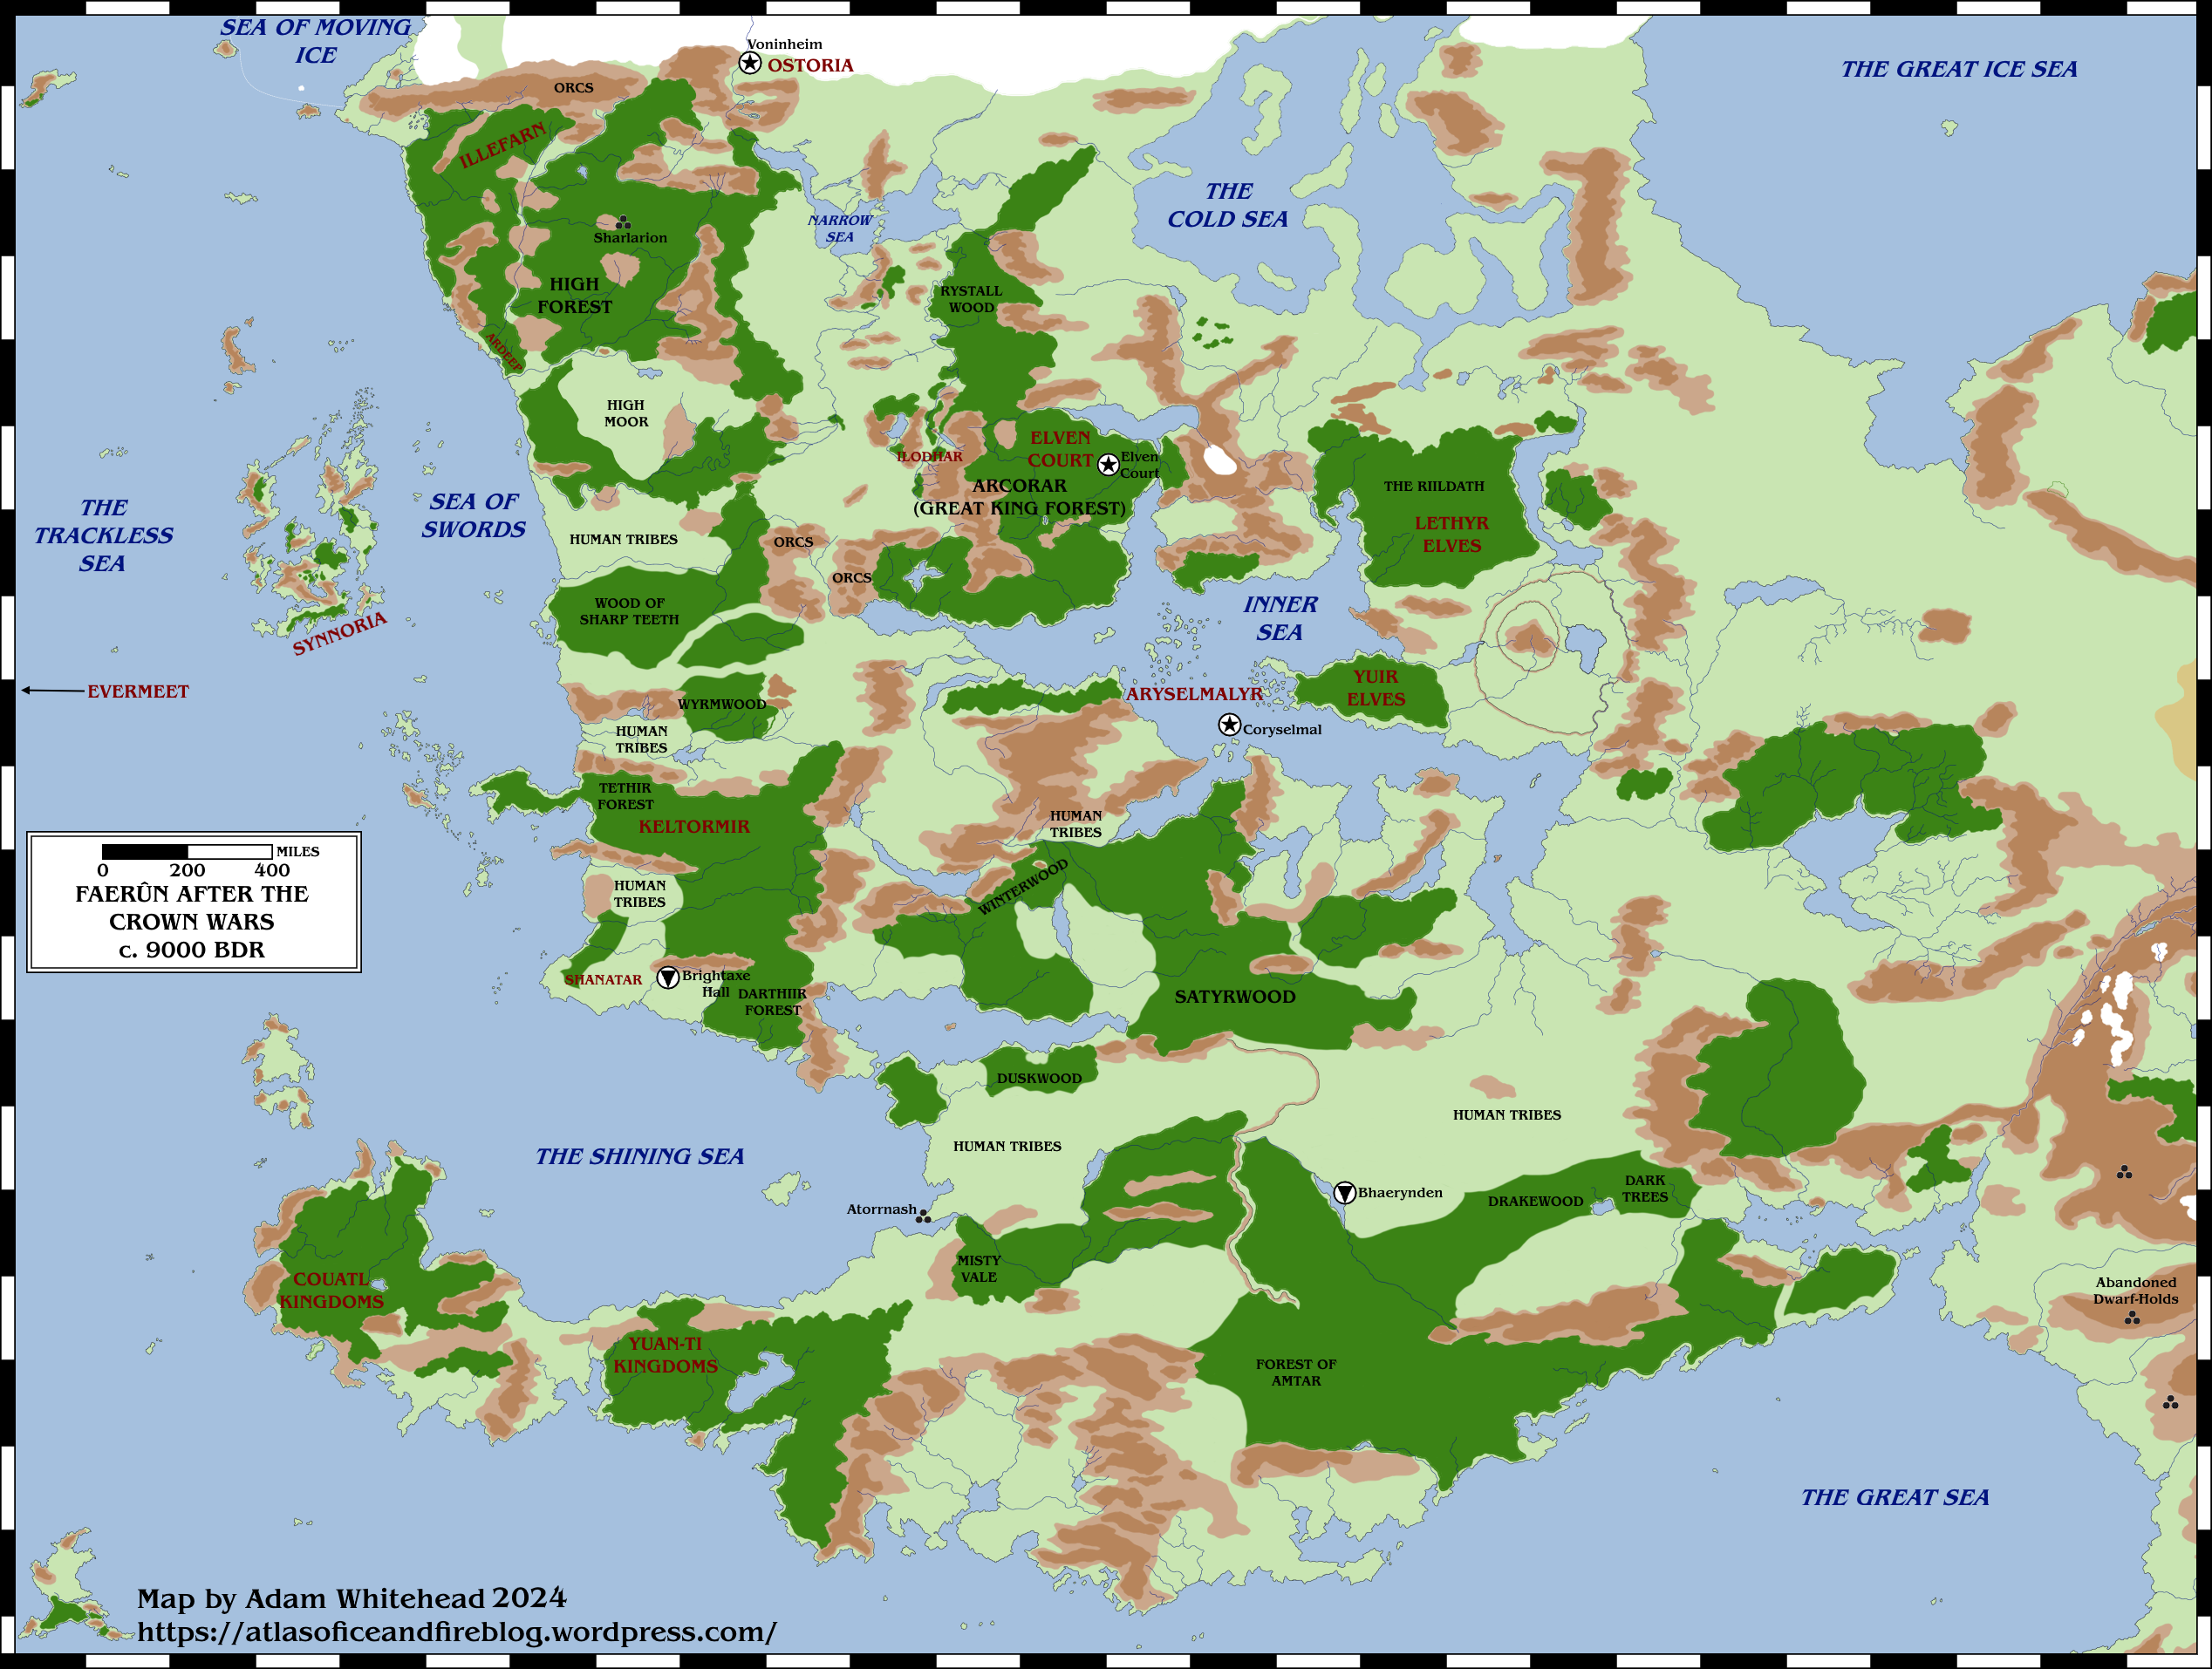 SEA OF MOVING
ICE
Voninheim
OSTORIA
THE GREAT ICE SEA
ORCS
ILLEFARN
THE
COLD SEA
NARROW
SEA
Sharlarion
HIGH
FOREST
RYSTALL
WOOD
ARDEEP
HIGH
MOOR
ELVEN
COURT
Elven
Court
ILODHAR
ARCORAR
(GREAT KING FOREST)
THE RIILDATH
LETHYR
ELVES
THE
TRACKLESS
SEA
SEA OF
SWORDS
HUMAN TRIBES
ORCS
ORCS
WOOD OF
SHARP TEETH
INNER
SEA
SYNNORIA
EVERMEET
WYRMWOOD
ARYSELMALYR
YUIR
ELVES
Coryselmal
HUMAN
TRIBES
TETHIR
FOREST
KELTORMIR
HUMAN
TRIBES
0 200 400 MILES
FAERÛN AFTER THE
CROWN WARS
c. 9000 BDR
HUMAN
TRIBES
WINTERWOOD
SHANATAR
Brightaxe
Hall
DARTHIIR
FOREST
SATYRWOOD
DUSKWOOD
HUMAN TRIBES
HUMAN TRIBES
THE SHINING SEA
Atorrnash
Bhaerynden
DRAKEWOOD
DARK
TREES
MISTY
VALE
COUATL
KINGDOMS
Abandoned
Dwarf-Holds
YUAN-TI
KINGDOMS
FOREST OF
AMTAR
THE GREAT SEA
Map by Adam Whitehead 2024
https://atlasoficeandfireblog.wordpress.com/